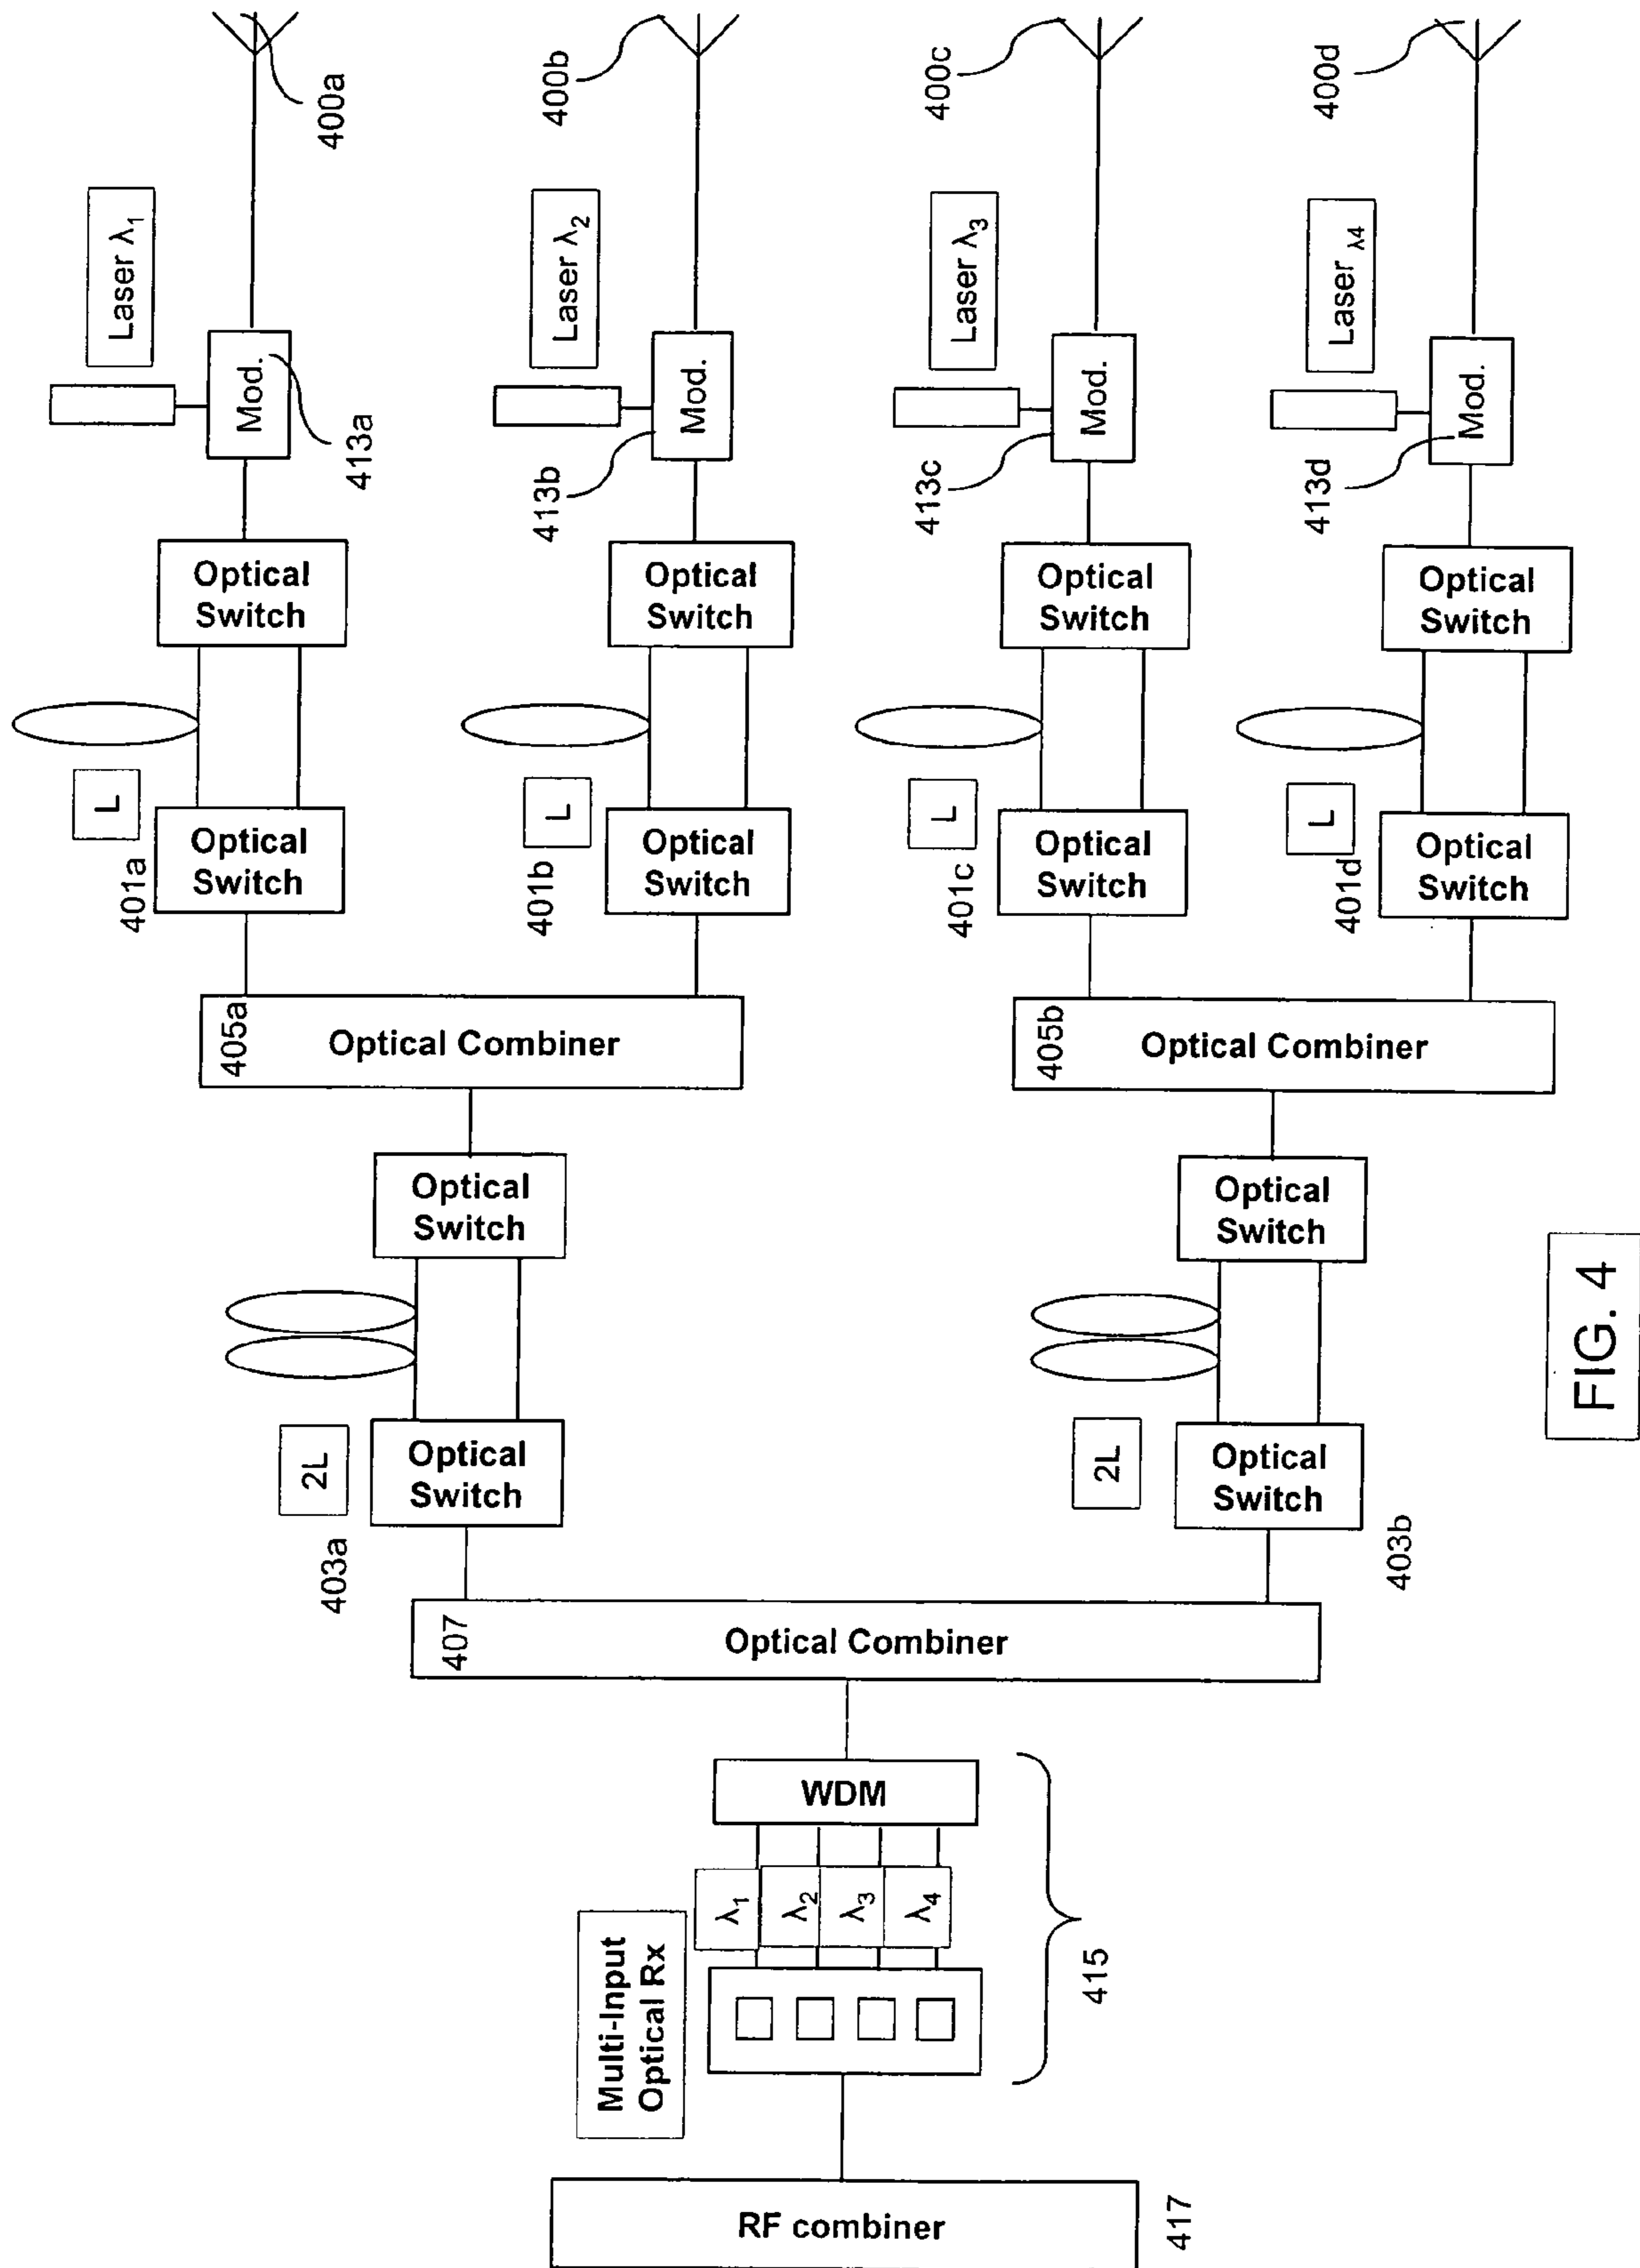 400a
400b
400c
400d
Laser λ1
Laser λ2
Laser λ3
Laser λ4
Mod.
Mod.
Mod.
Mod.
413a
413b
413c
413d
Optical
Switch
Optical
Switch
Optical
Switch
Optical
Switch
L
L
L
L
401a
Optical
Switch
401b
Optical
Switch
401c
Optical
Switch
401d
Optical
Switch
405a
Optical Combiner
405b
Optical Combiner
Optical
Switch
Optical
Switch
2L
Optical
Switch
403a
2L
Optical
Switch
403b
407
Optical Combiner
WDM
λ1
λ2
λ3
λ4
Multi-Input
Optical Rx
415
RF combiner
417
FIG. 4